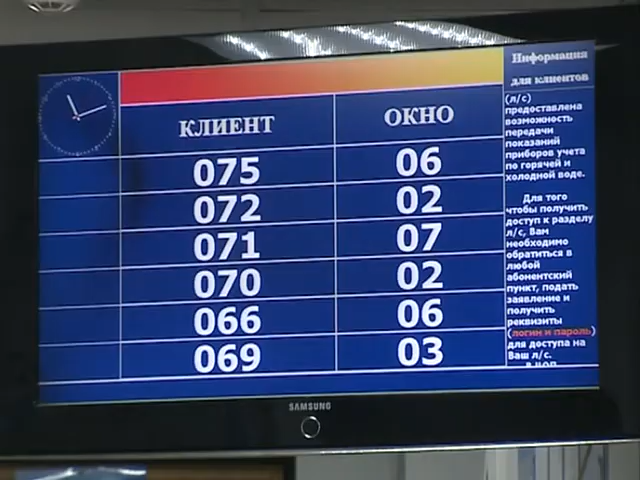 КЛИЕНТ ОКНО
075 06
072 02
071 07
070 02
066 06
069 03
Информация
для клиентов
(л/с)
предоставлена
возможность
передачи
показаний
приборов учета
по горячей и
холодной воде.
Для того
чтобы получить
доступ к разделу
л/с, Вам
необходимо
обратиться в
любой
абонентский
пункт, подать
заявление и
получить
реквизиты
(логин и пароль)
для доступа на
Ваш л/с.
SAMSUNG